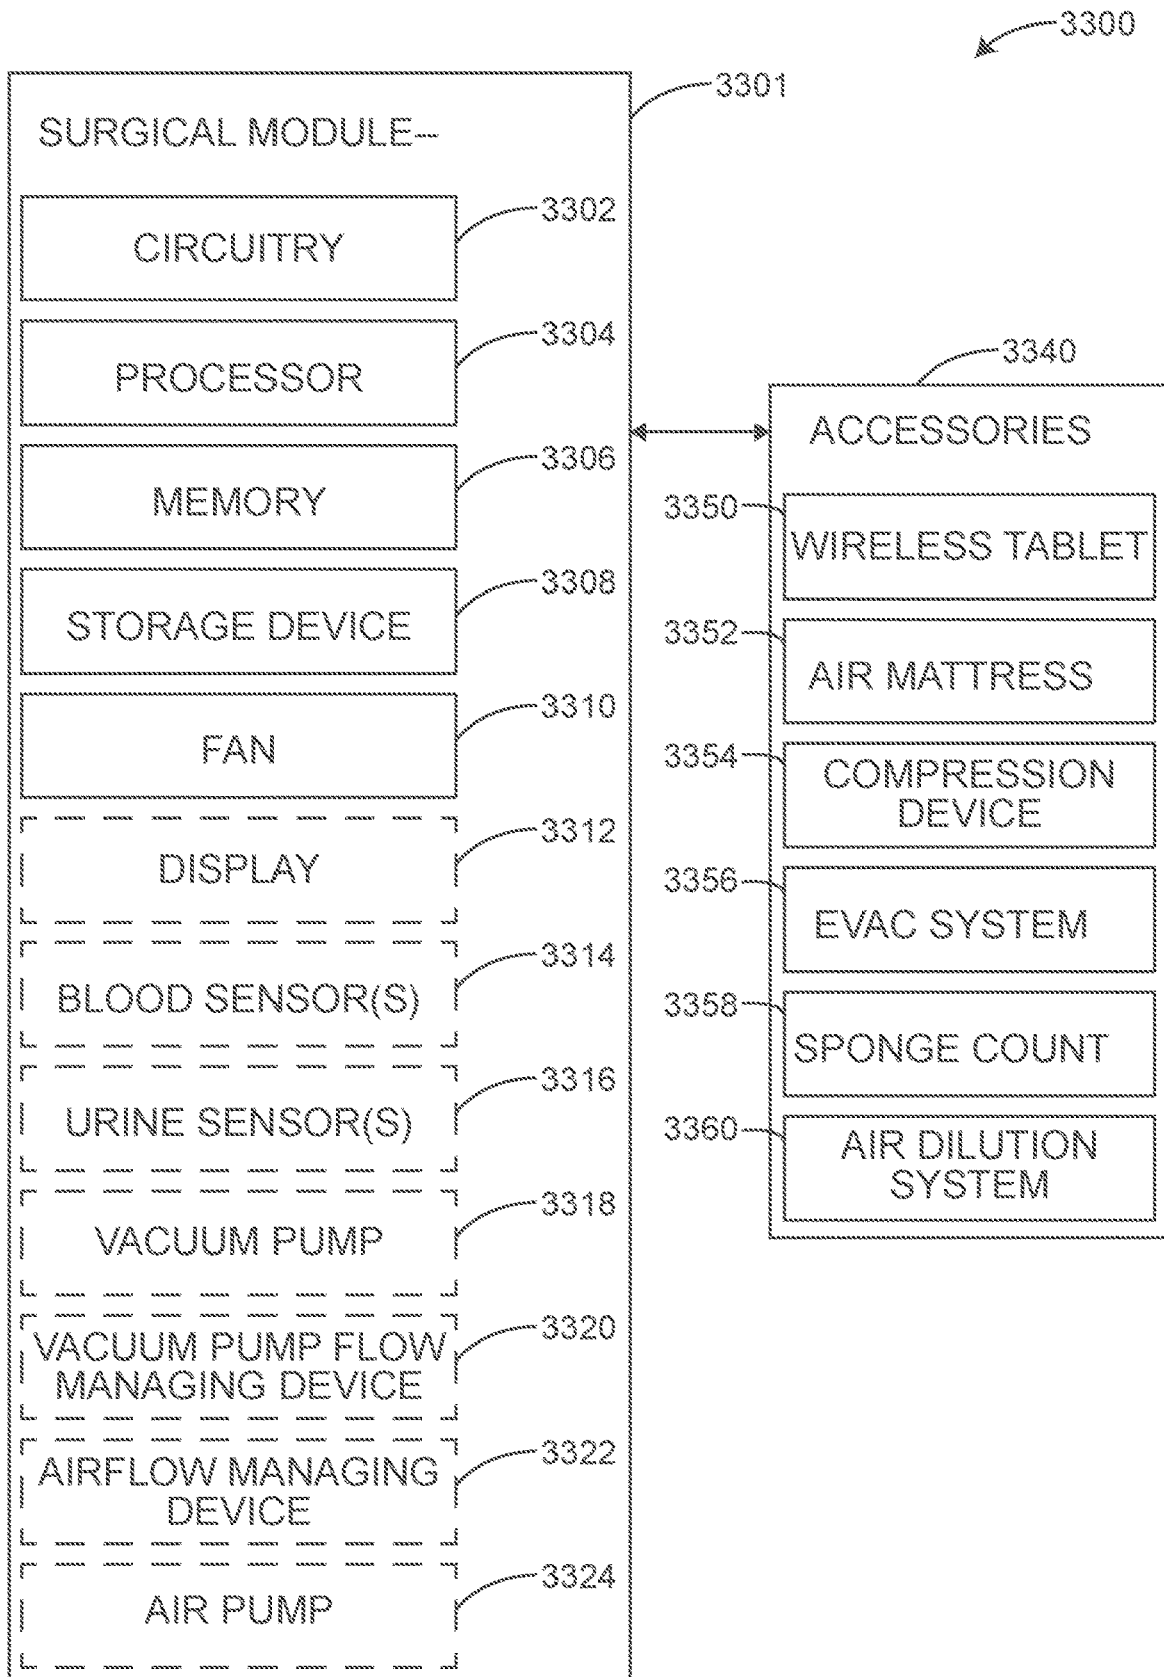 3300
3301
SURGICAL MODULE--
3302
CIRCUITRY
3304
PROCESSOR
3306
MEMORY
3308
STORAGE DEVICE
3310
FAN
3312
DISPLAY
3314
BLOOD SENSOR(S)
3316
URINE SENSOR(S)
3318
VACUUM PUMP
3320
VACUUM PUMP FLOW
MANAGING DEVICE
3322
AIRFLOW MANAGING
DEVICE
3324
AIR PUMP
3340
ACCESSORIES
3350
WIRELESS TABLET
3352
AIR MATTRESS
3354
COMPRESSION
DEVICE
3356
EVAC SYSTEM
3358
SPONGE COUNT
3360
AIR DILUTION
SYSTEM